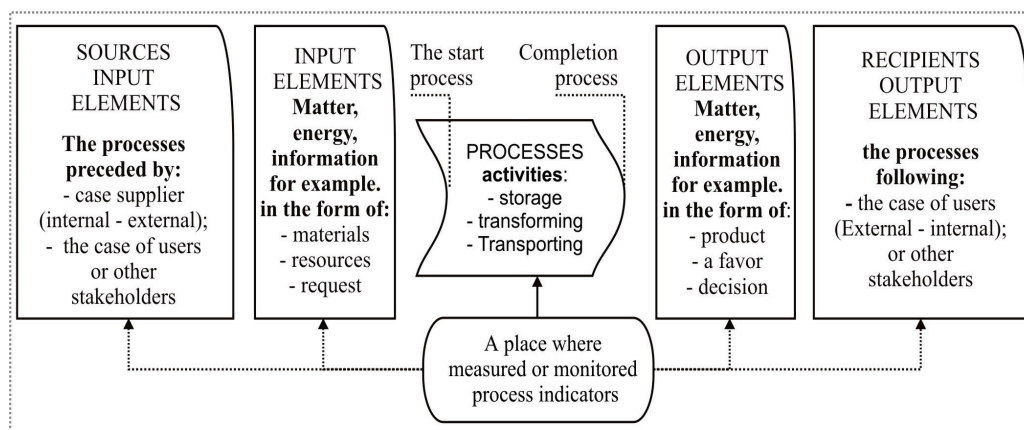 SOURCES
INPUT
ELEMENTS
The processes
preceded by:
- case supplier
(internal - external);
- the case of users
or other
stakeholders
INPUT
ELEMENTS
Matter,
energy,
information
for example.
in the form of:
- materials
- resources
- request
The start
process
Completion
process
PROCESSES
activities:
- storage
- transforming
- Transporting
OUTPUT
ELEMENTS
Matter,
energy,
information
for example.
in the form of:
- product
- a favor
- decision
RECIPIENTS
OUTPUT
ELEMENTS
the processes
following:
- the case of users
(External - internal);
or other
stakeholders
A place where
measured or monitored
process indicators